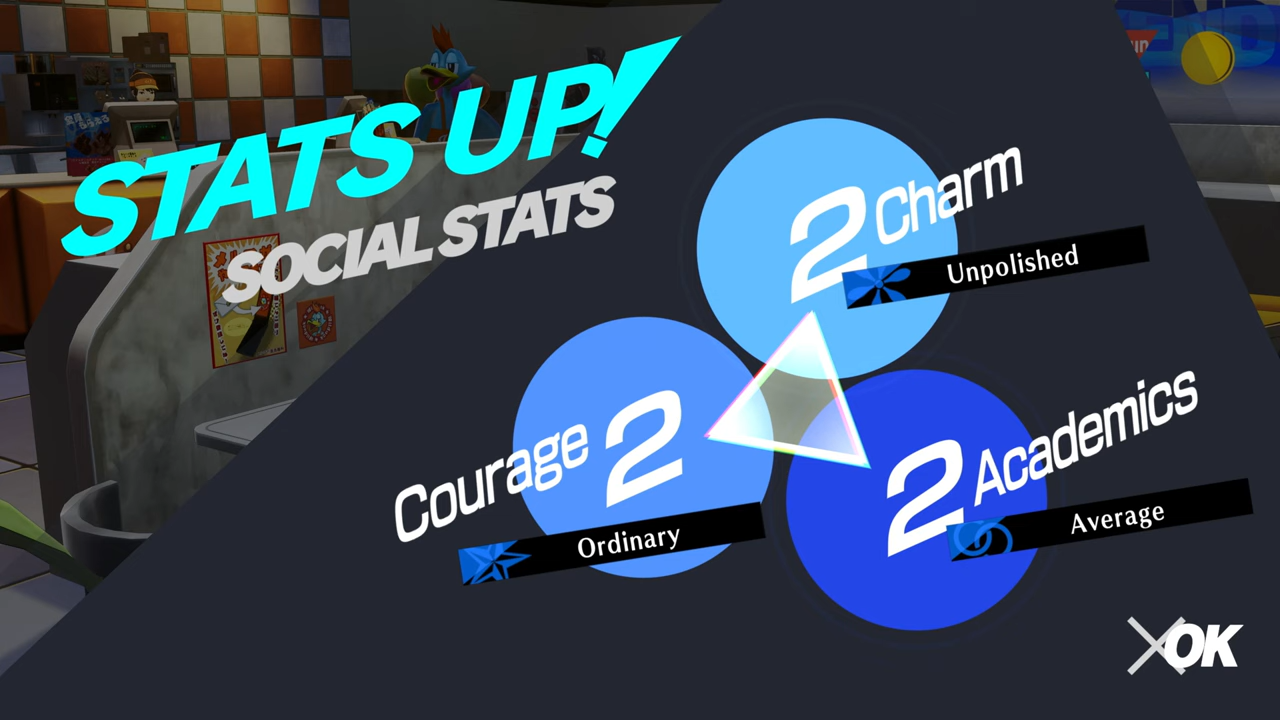 STATS UP!
SOCIAL STATS
2 Charm
Unpolished
Courage 2
Ordinary
2 Academics
Average
OK